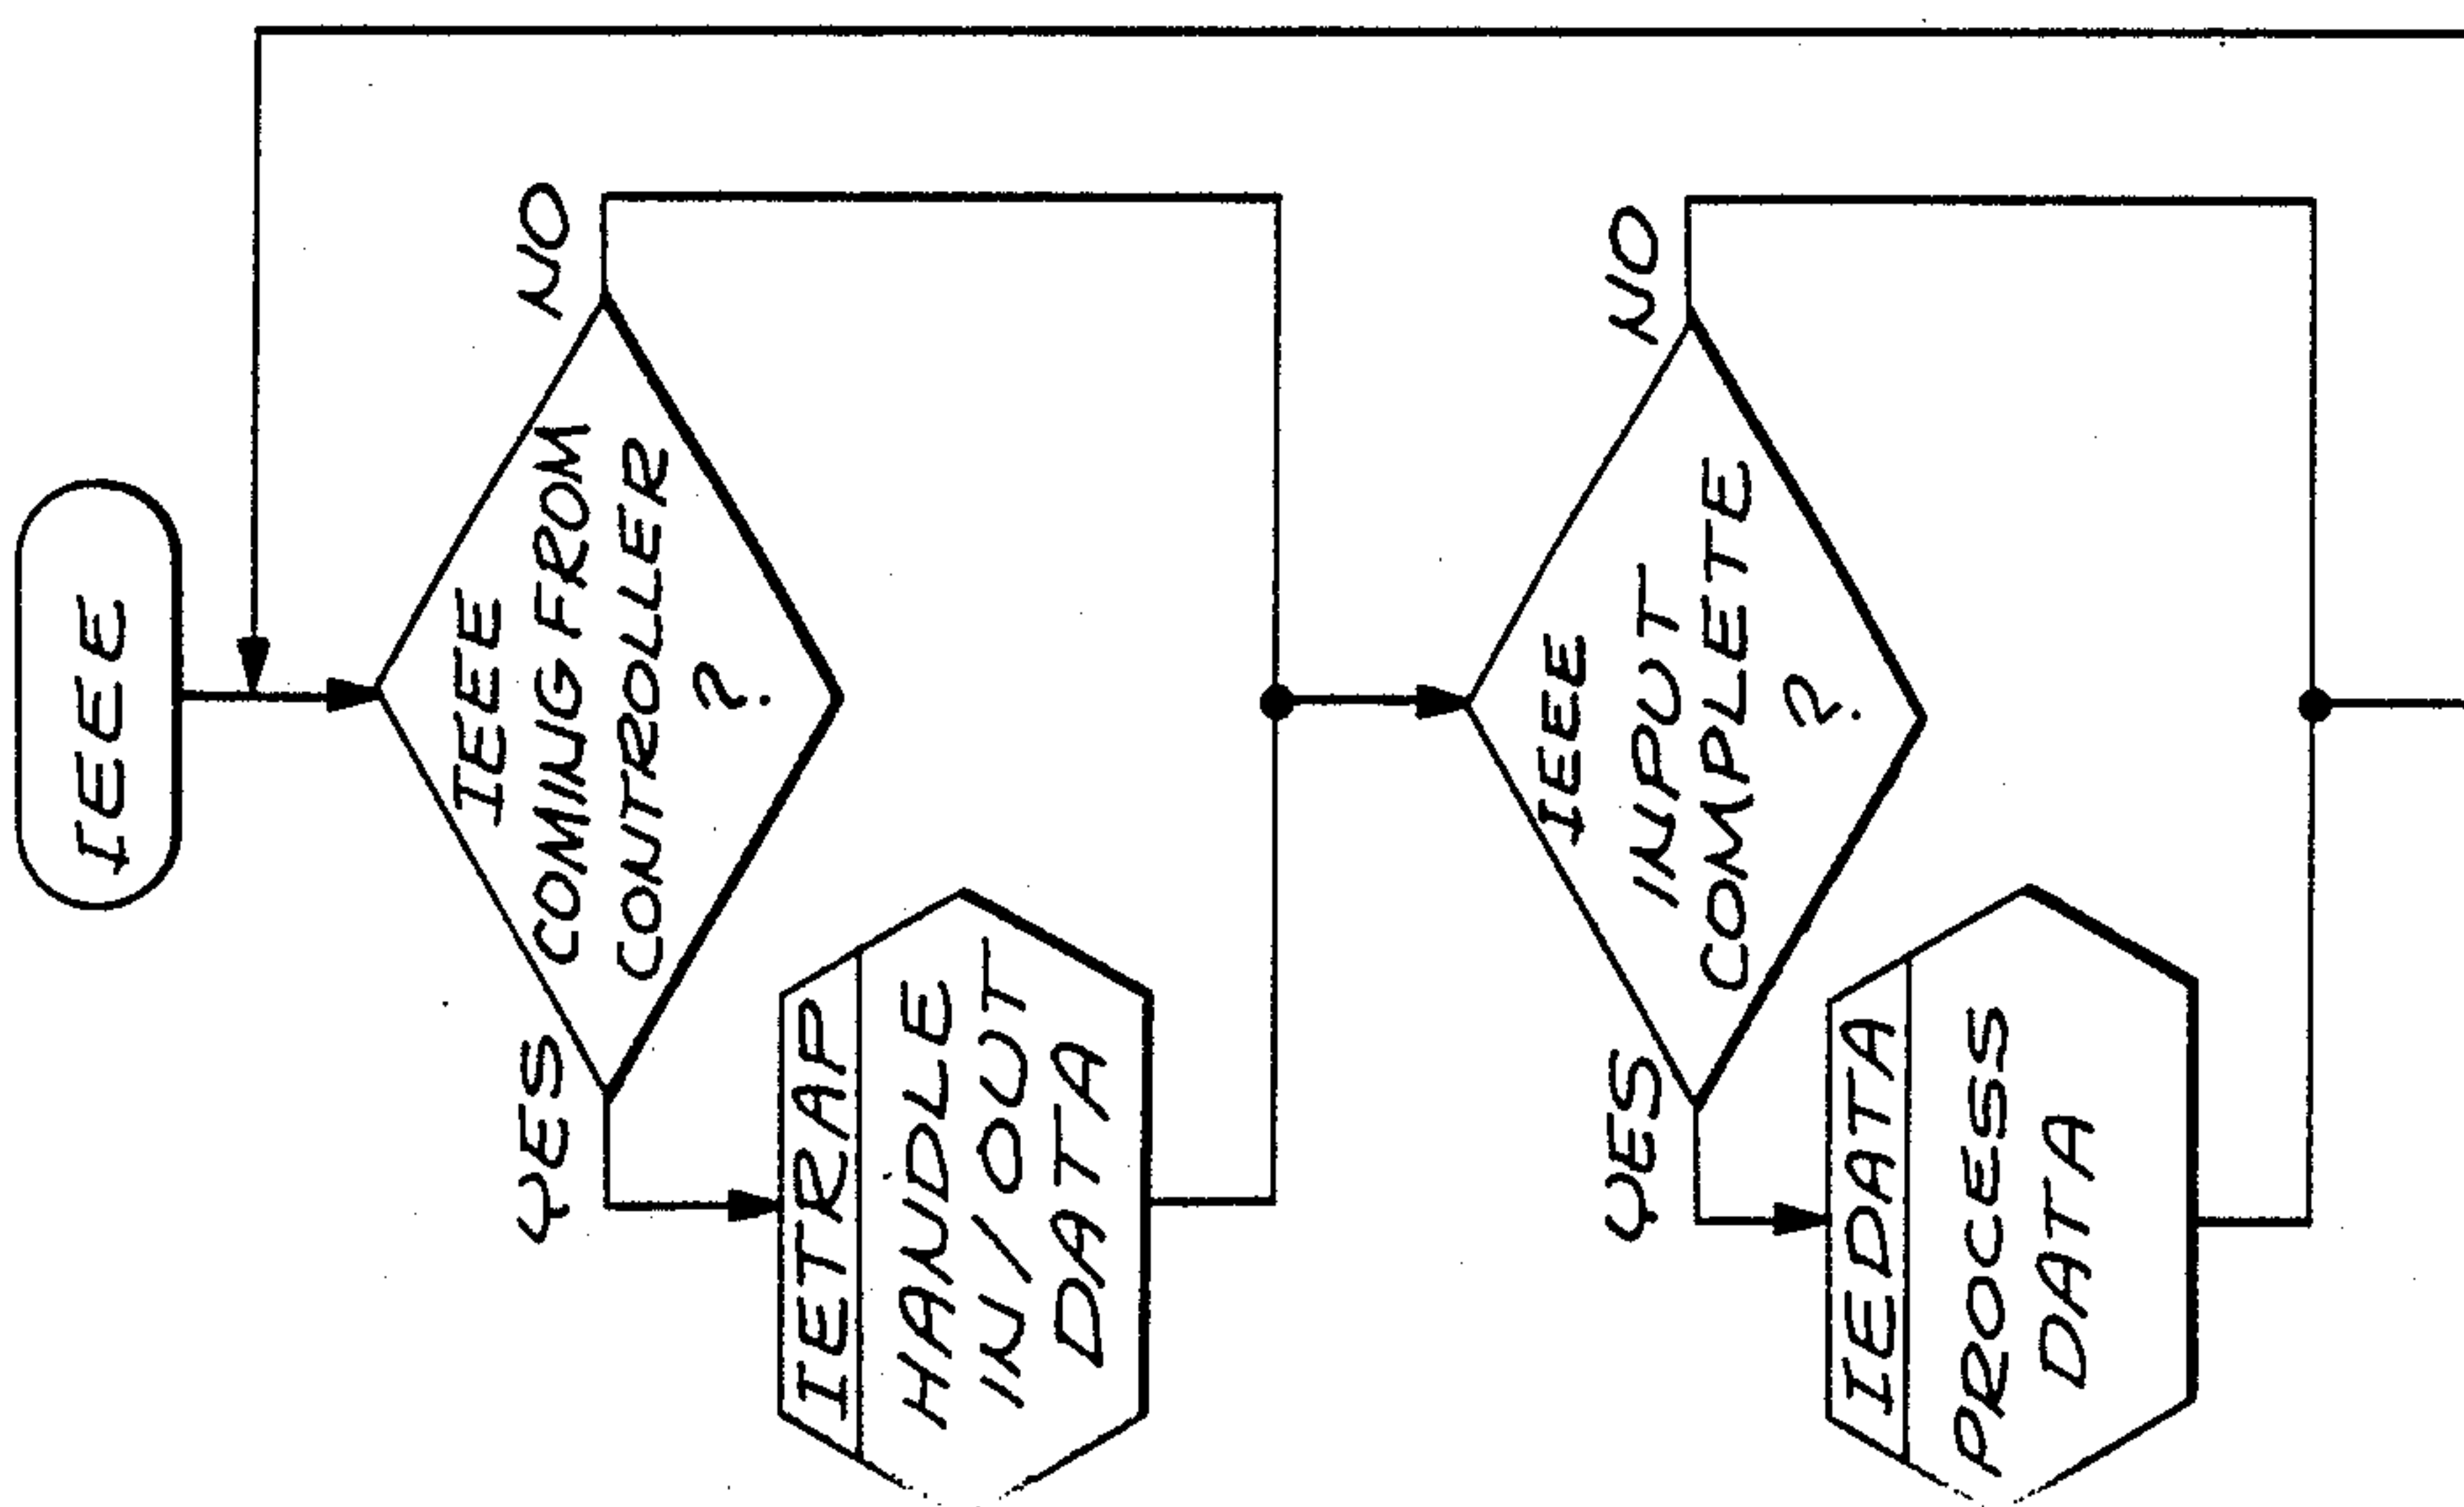 IEEE
IEEE
COMING FROM
CONTROLLER
?
YES
NO
IETRAP
HANDLE
IN/OUT
DATA
IEEE
INPUT
COMPLETE
?
YES
NO
IEDATA
PROCESS
DATA